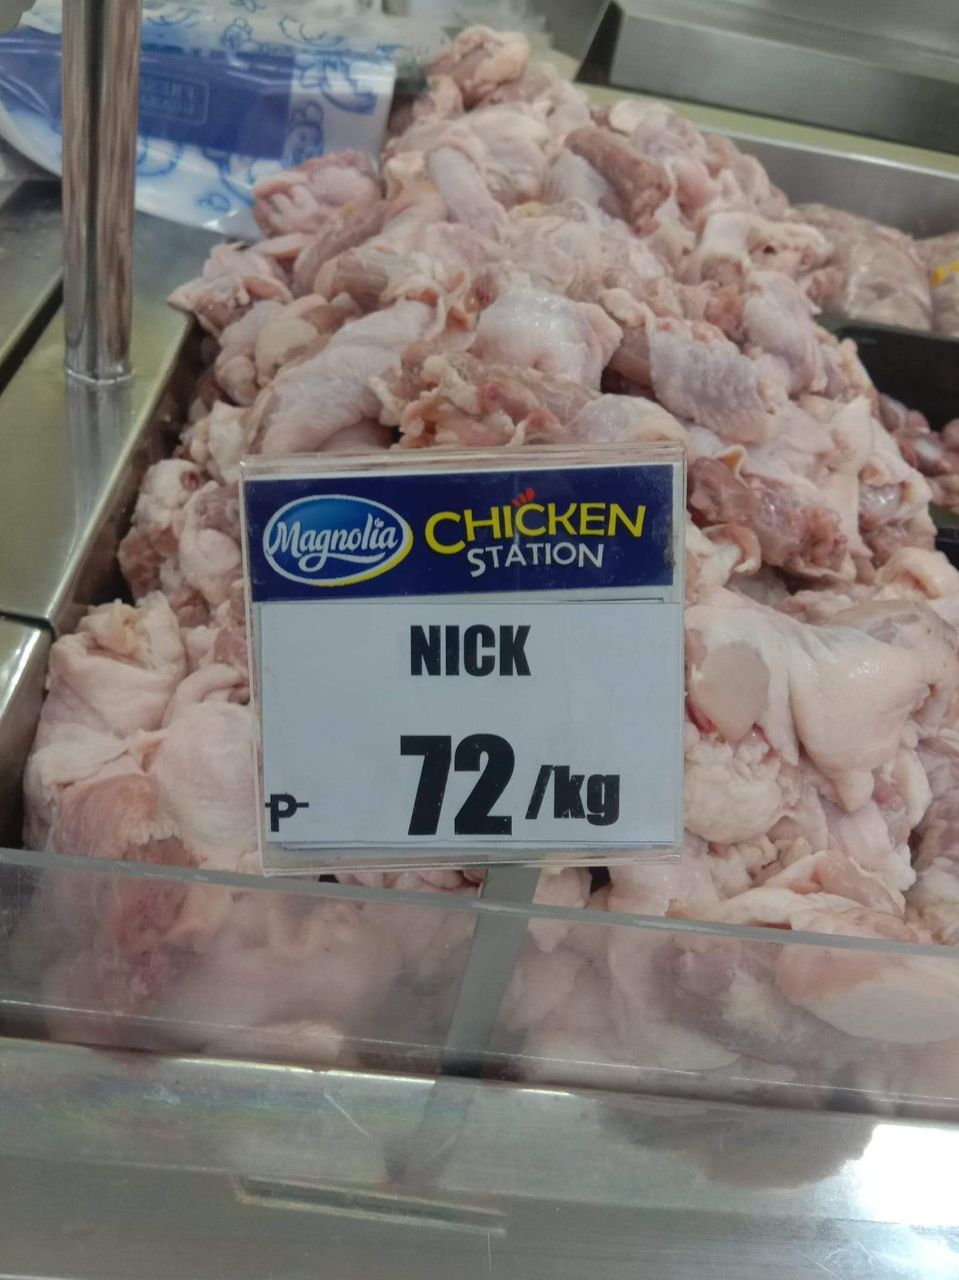 Magnolia CHICKEN
STATION
NICK
₱ 72/kg